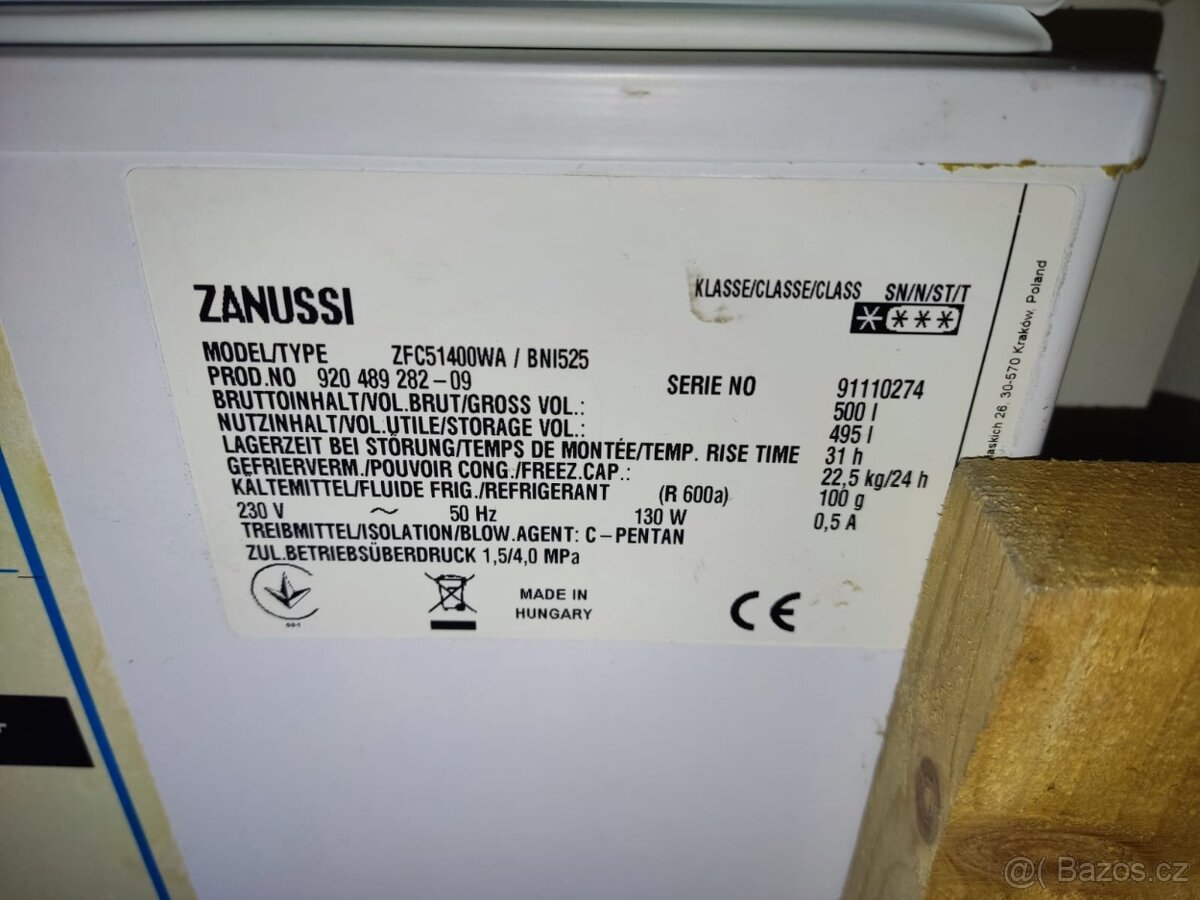 ZANUSSI
KLASSE/CLASSE/CLASS SN/N/ST/T
MODEL/TYPE ZFC51400WA / BNI525
PROD.NO 920 489 282-09 SERIE NO 91110274
BRUTTOINHALT/VOL.BRUT/GROSS VOL.: 500 l
NUTZINHALT/VOL.UTILE/STORAGE VOL.: 495 l
LAGERZEIT BEI STÖRUNG/TEMPS DE MONTÉE/TEMP. RISE TIME 31 h
GEFRIERVERM./POUVOIR CONG./FREEZ.CAP.: 22,5 kg/24 h
KALTEMITTEL/FLUIDE FRIG./REFRIGERANT (R 600a) 100 g
230 V ~ 50 Hz 130 W 0,5 A
TREIBMITTEL/ISOLATION/BLOW.AGENT: C-PENTAN
ZUL.BETRIEBSÜBERDRUCK 1,5/4,0 MPa
MADE IN
HUNGARY
CE
26, 30-570 Kraków, Poland
@( Bazos.cz